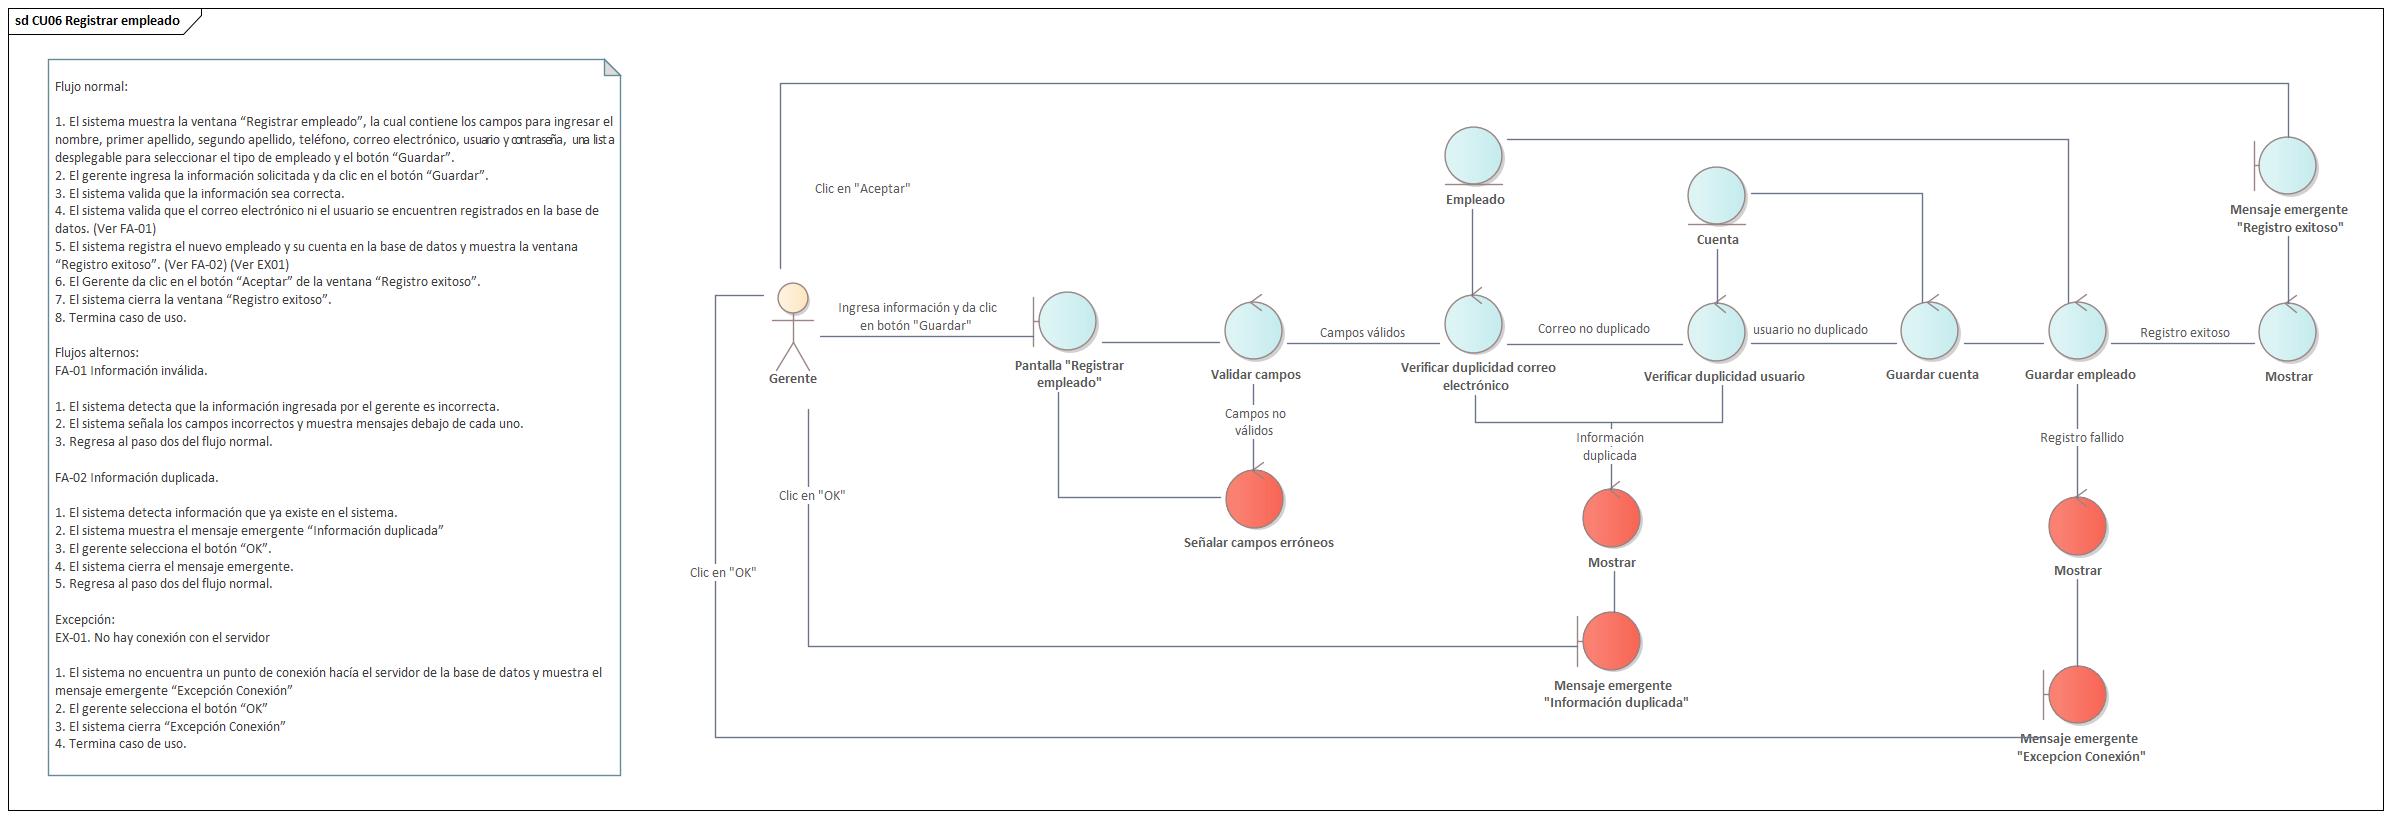 sd CU06 Registrar empleado
Flujo normal:
1. El sistema muestra la ventana “Registrar empleado”, la cual contiene los campos para ingresar el
nombre, primer apellido, segundo apellido, teléfono, correo electrónico, usuario y contraseña, una lista
desplegable para seleccionar el tipo de empleado y el botón “Guardar”.
2. El gerente ingresa la información solicitada y da clic en el botón “Guardar”.
3. El sistema valida que la información sea correcta.
4. El sistema valida que el correo electrónico ni el usuario se encuentren registrados en la base de
datos. (Ver FA-01)
5. El sistema registra el nuevo empleado y su cuenta en la base de datos y muestra la ventana
“Registro exitoso”. (Ver FA-02) (Ver EX01)
6. El Gerente da clic en el botón “Aceptar” de la ventana “Registro exitoso”.
7. El sistema cierra la ventana “Registro exitoso”.
8. Termina caso de uso.
Flujos alternos:
FA-01 Información inválida.
1. El sistema detecta que la información ingresada por el gerente es incorrecta.
2. El sistema señala los campos incorrectos y muestra mensajes debajo de cada uno.
3. Regresa al paso dos del flujo normal.
FA-02 Información duplicada.
1. El sistema detecta información que ya existe en el sistema.
2. El sistema muestra el mensaje emergente “Información duplicada”
3. El gerente selecciona el botón “OK”.
4. El sistema cierra el mensaje emergente.
5. Regresa al paso dos del flujo normal.
Excepción:
EX-01. No hay conexión con el servidor
1. El sistema no encuentra un punto de conexión hacía el servidor de la base de datos y muestra el
mensaje emergente “Excepción Conexión”
2. El gerente selecciona el botón “OK”
3. El sistema cierra “Excepción Conexión”
4. Termina caso de uso.
Clic en "Aceptar"
Empleado
Cuenta
Mensaje emergente
"Registro exitoso"
Gerente
Ingresa información y da clic
en botón "Guardar"
Pantalla "Registrar
empleado"
Validar campos
Campos válidos
Verificar duplicidad correo
electrónico
Correo no duplicado
Verificar duplicidad usuario
usuario no duplicado
Guardar cuenta
Guardar empleado
Registro exitoso
Mostrar
Campos no
válidos
Señalar campos erróneos
Información
duplicada
Mostrar
Mensaje emergente
"Información duplicada"
Registro fallido
Mostrar
Mensaje emergente
"Excepcion Conexión"
Clic en "OK"
Clic en "OK"